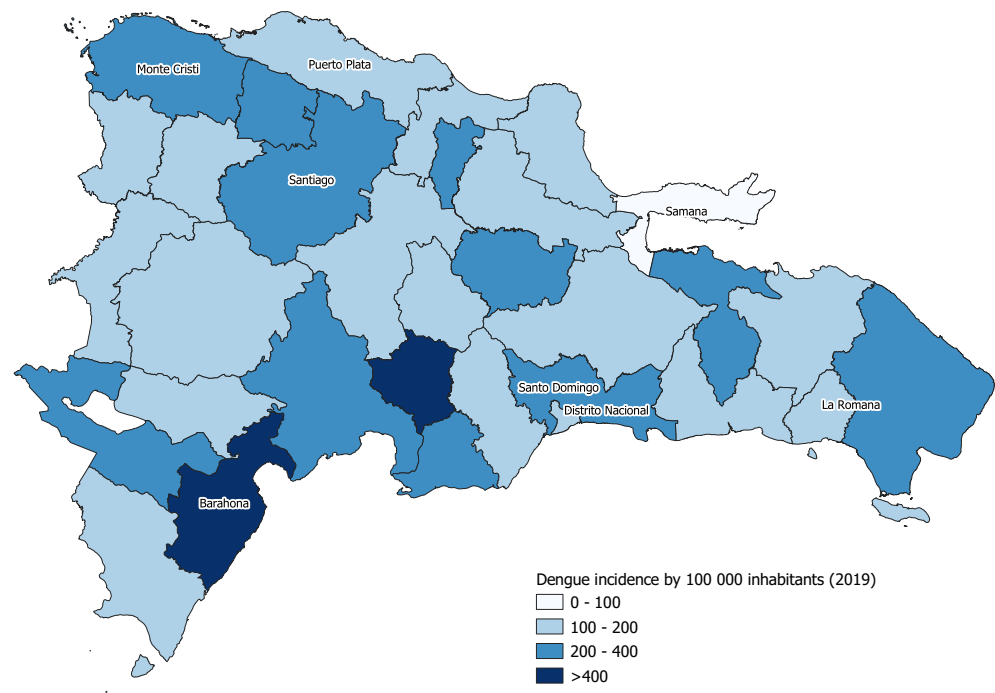 Puerto Plata
Monte Cristi
Santiago
Samana
Santo Domingo
La Romana
Distrito Nacional
Barahona
Dengue incidence by 100 000 inhabitants (2019)
0 - 100
100 - 200
200 - 400
>400